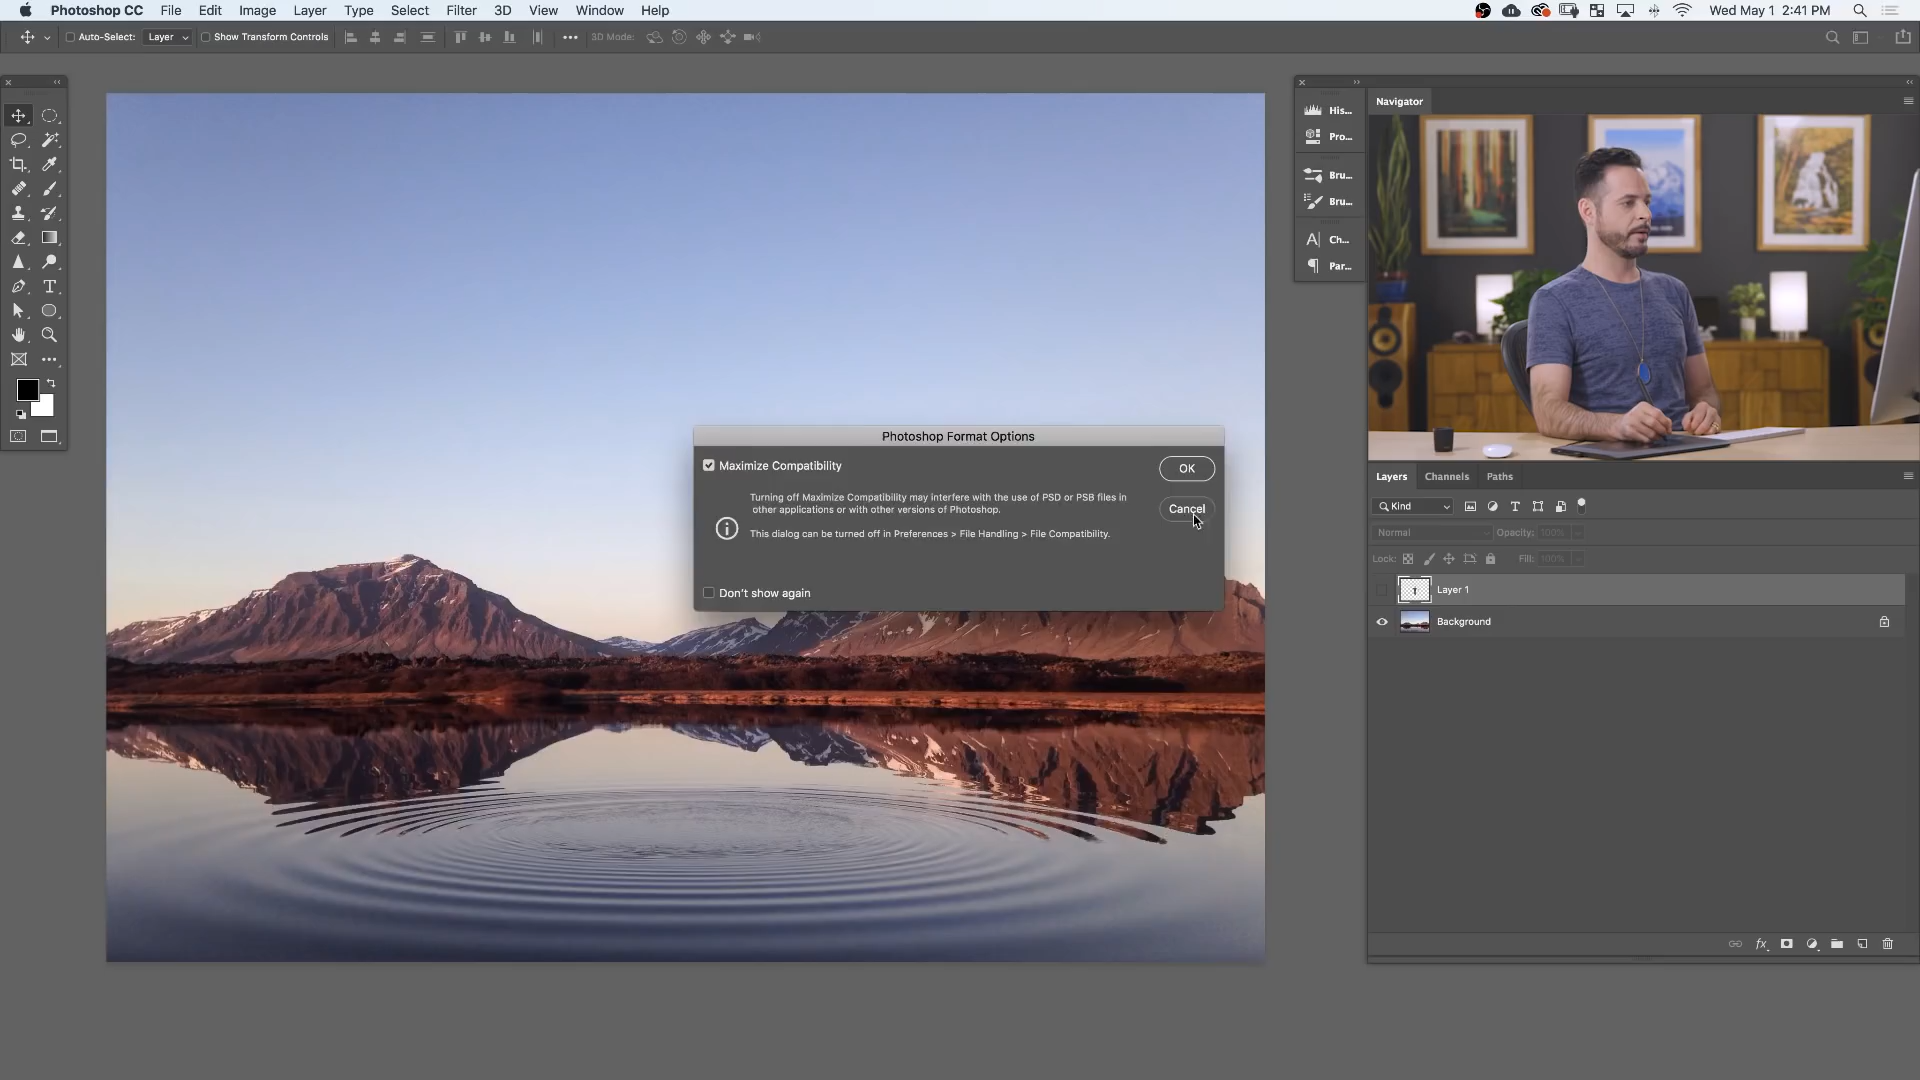 Photoshop CC File Edit Image Layer Type Select Filter 3D View Window Help Wed May 1 2:41 PM
Auto-Select: Layer Show Transform Controls 3D Mode:
His...
Pro...
Bru...
Bru...
Ch...
Par...
Navigator
Photoshop Format Options
Maximize Compatibility
OK
Turning off Maximize Compatibility may interfere with the use of PSD or PSB files in
other applications or with other versions of Photoshop.
Cancel
This dialog can be turned off in Preferences > File Handling > File Compatibility.
Don't show again
Layers Channels Paths
Kind
Normal Opacity: 100%
Lock: Fill: 100%
Layer 1
Background